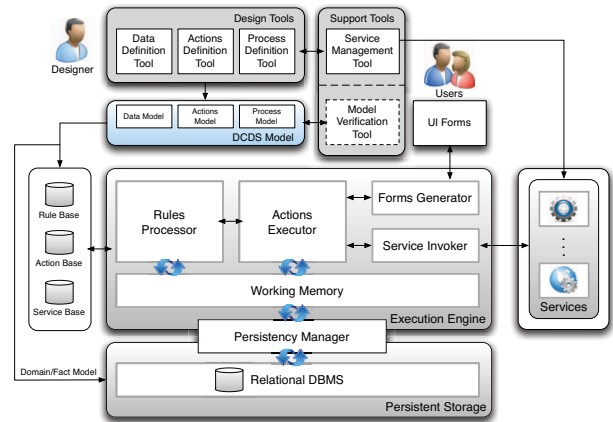 Design Tools
Support Tools
Designer
Data
Definition
Tool
Actions
Definition
Tool
Process
Definition
Tool
Service
Management
Tool
Users
Data Model
Actions
Model
Process
Model
DCDS Model
Model
Verification
Tool
UI Forms
Rule Base
Action Base
Service Base
Rules
Processor
Actions
Executor
Forms Generator
Service Invoker
Working Memory
Execution Engine
Services
Persistency Manager
Domain/Fact Model
Relational DBMS
Persistent Storage